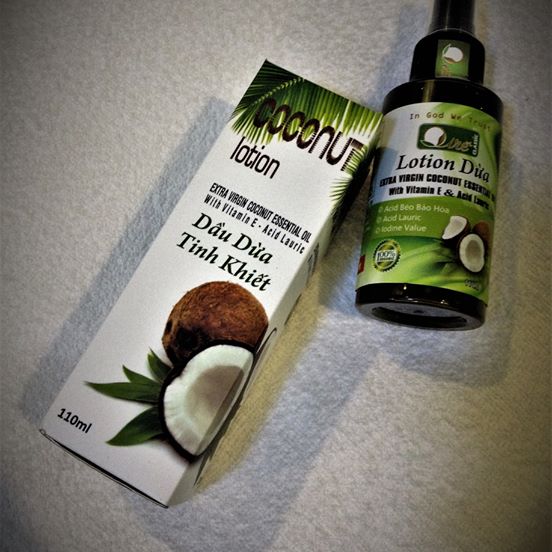 coconut
lotion
EXTRA VIRGIN COCONUT ESSENTIAL OIL
With Vitamin E - Acid Lauric
Dầu Dừa
Tinh Khiết
110ml
In God We Trust
Lotion Dừa
EXTRA VIRGIN COCONUT ESSENTIAL
With Vitamin E & Acid Lauric
Acid Béo Bảo Hòa
Acid Lauric
Iodine Value